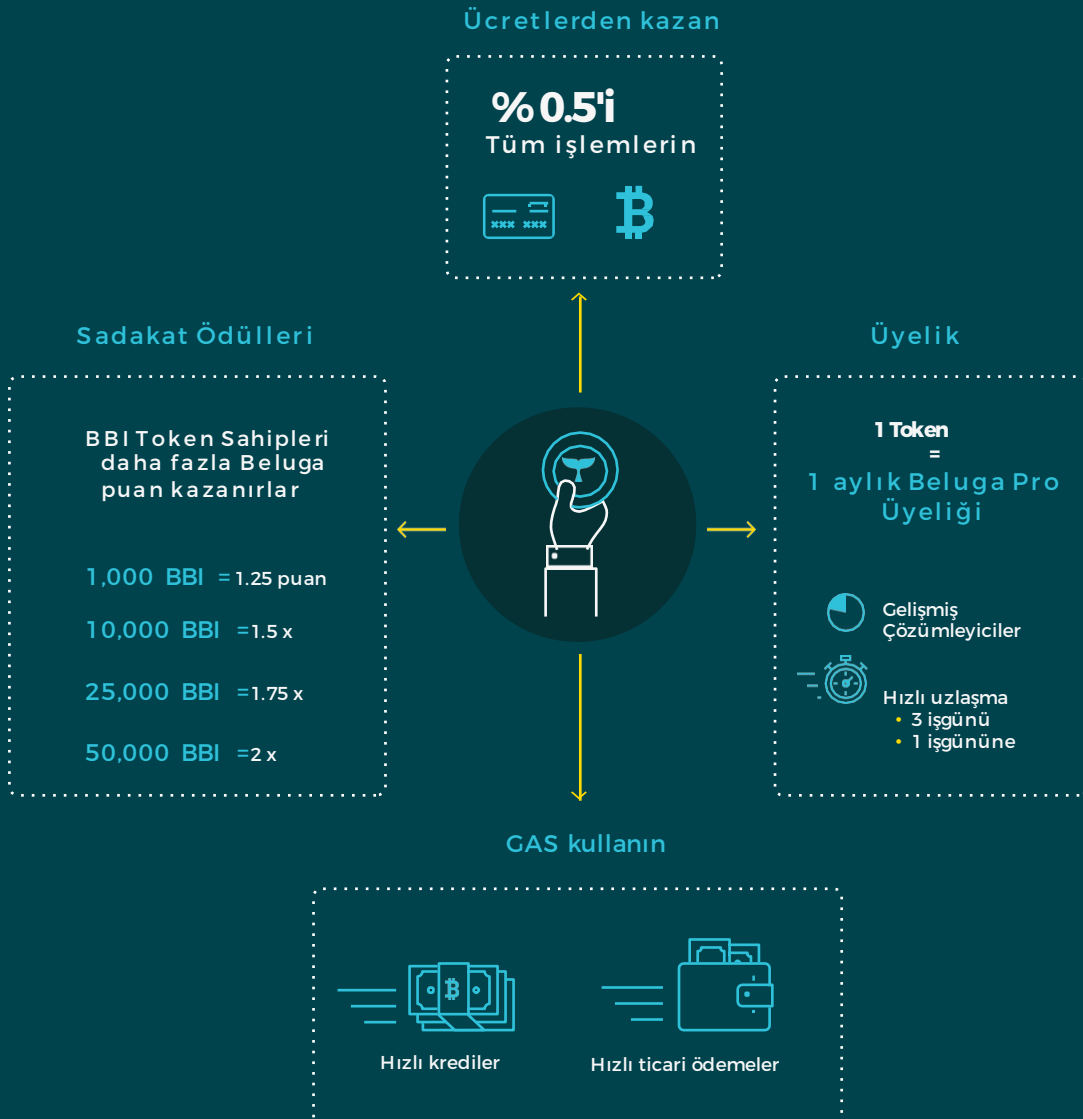 Ücretlerden kazan
% 0.5'i
Tüm işlemlerin
xxx xxx
Sadakat Ödülleri
BBI Token Sahipleri
daha fazla Beluga
puan kazanırlar
1,000 BBI = 1.25 puan
10,000 BBI = 1.5 x
25,000 BBI = 1.75 x
50,000 BBI = 2 x
Üyelik
1 Token
=
1 aylık Beluga Pro
Üyeliği
Gelişmiş
Çözümleyiciler
Hızlı uzlaşma
• 3 işgünü
• 1 işgününe
GAS kullanın
Hızlı krediler
Hızlı ticari ödemeler